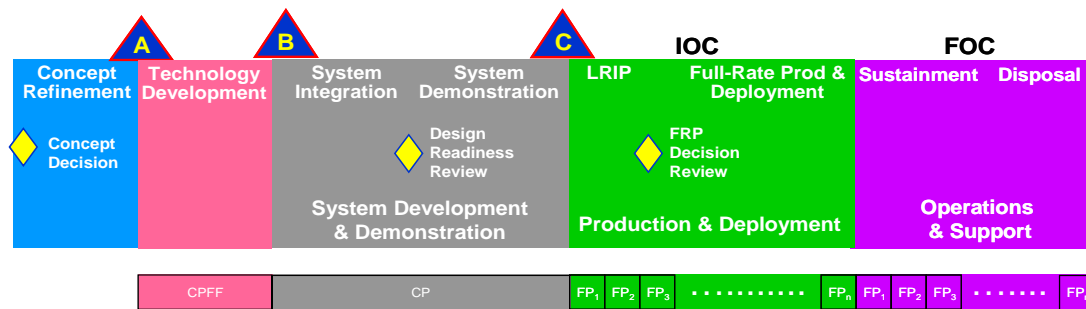 A
B
C
IOC
FOC
Concept
Refinement
Technology
Development
System
Integration
System
Demonstration
LRIP
Full-Rate Prod &
Deployment
Sustainment
Disposal
Concept
Decision
Design
Readiness
Review
FRP
Decision
Review
System Development
& Demonstration
Production & Deployment
Operations
& Support
CPFF
CP
FP₁
FP₂
FP₃
...........
FPₙ
FP₁
FP₂
FP₃
.......
FPₙ